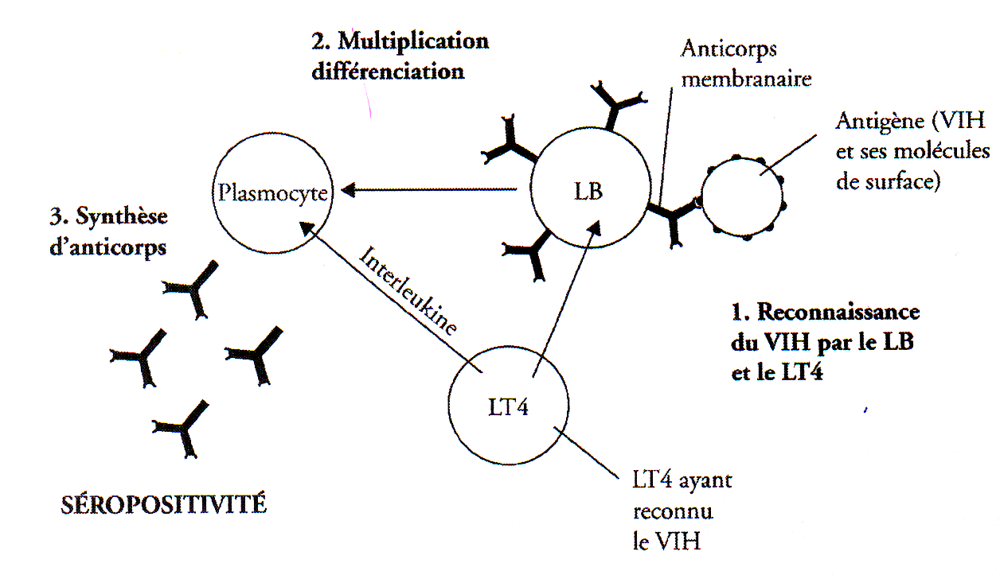 2. Multiplication
différenciation
Anticorps
membranaire
Antigène (VIH
et ses molécules
de surface)
Plasmocyte
LB
3. Synthèse
d'anticorps
Interleukine
1. Reconnaissance
du VIH par le LB
et le LT4
LT4
LT4 ayant
reconnu
le VIH
SÉROPOSITIVITÉ